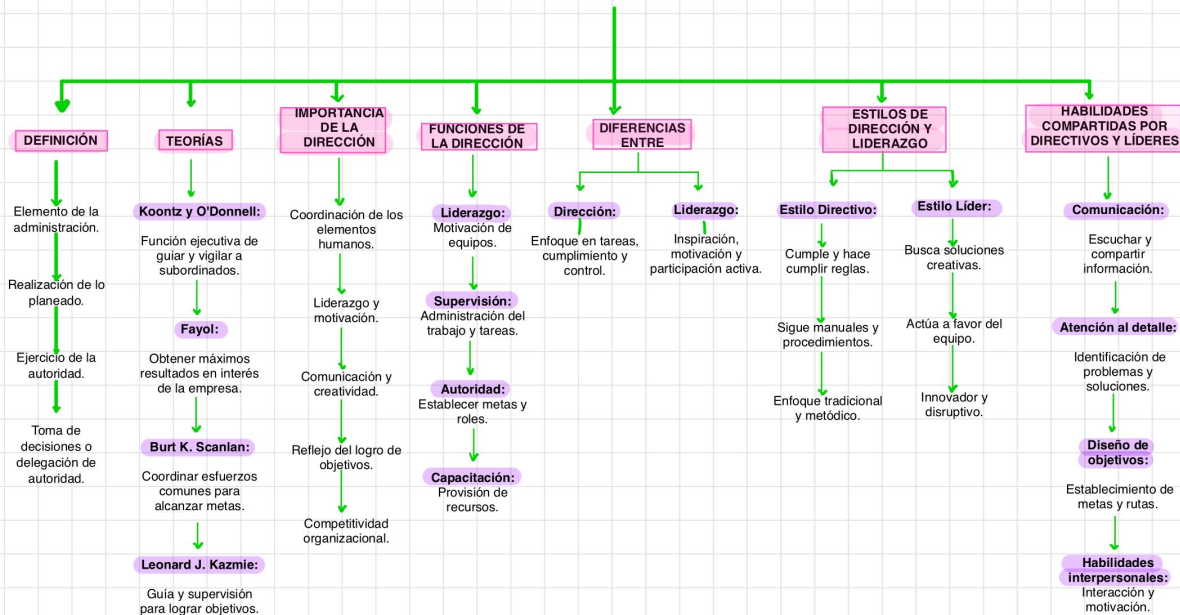 DEFINICIÓN
Elemento de la
administración.
Realización de lo
planeado.
Ejercicio de la
autoridad.
Toma de
decisiones o
delegación de
autoridad.
TEORÍAS
Koontz y O'Donnell:
Función ejecutiva de
guiar y vigilar a
subordinados.
Fayol:
Obtener máximos
resultados en interés
de la empresa.
Burt K. Scanlan:
Coordinar esfuerzos
comunes para
alcanzar metas.
Leonard J. Kazmie:
Guía y supervisión
para lograr objetivos.
IMPORTANCIA
DE LA
DIRECCIÓN
Coordinación de los
elementos
humanos.
Liderazgo y
motivación.
Comunicación y
creatividad.
Reflejo del logro de
objetivos.
Competitividad
organizacional.
FUNCIONES DE
LA DIRECCIÓN
Liderazgo:
Motivación de
equipos.
Supervisión:
Administración del
trabajo y tareas.
Autoridad:
Establecer metas y
roles.
Capacitación:
Provisión de
recursos.
DIFERENCIAS
ENTRE
Dirección:
Enfoque en tareas,
cumplimiento y
control.
Liderazgo:
Inspiración,
motivación y
participación activa.
ESTILOS DE
DIRECCIÓN Y
LIDERAZGO
Estilo Directivo:
Cumple y hace
cumplir reglas.
Sigue manuales y
procedimientos.
Enfoque tradicional
y metódico.
Estilo Líder:
Busca soluciones
creativas.
Actúa a favor del
equipo.
Innovador y
disruptivo.
HABILIDADES
COMPARTIDAS POR
DIRECTIVOS Y LÍDERES
Comunicación:
Escuchar y
compartir
información.
Atención al detalle:
Identificación de
problemas y
soluciones.
Diseño de
objetivos:
Establecimiento de
metas y rutas.
Habilidades
interpersonales:
Interacción y
motivación.